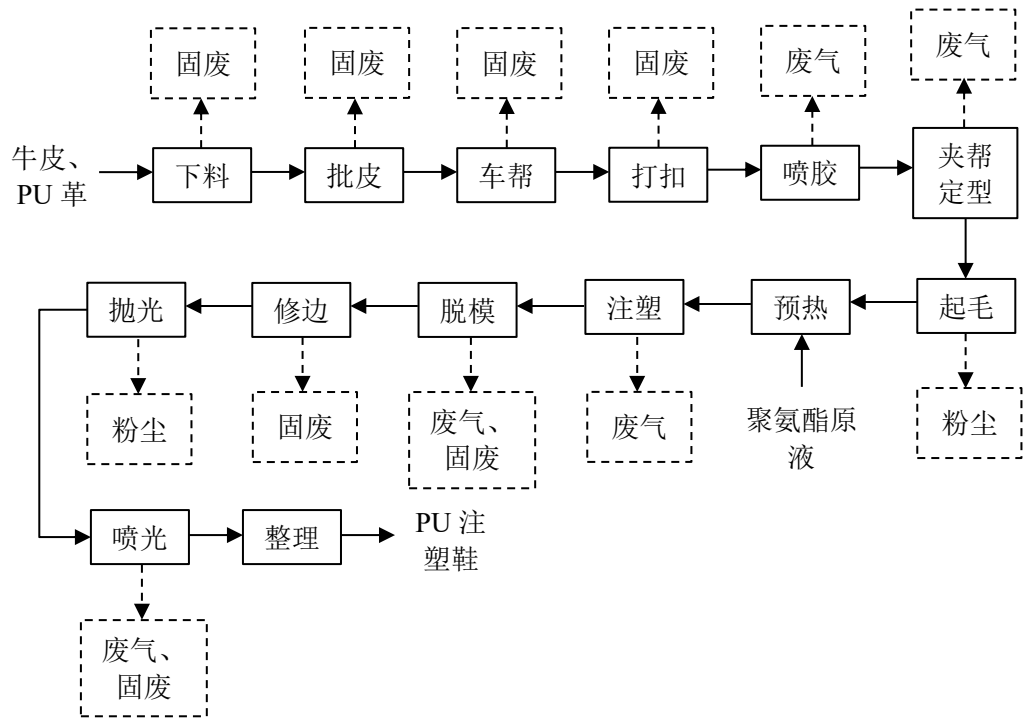 固废
固废
固废
固废
废气
废气
牛皮、
PU 革
下料
批皮
车帮
打扣
喷胶
夹帮
定型
抛光
修边
脱模
注塑
预热
起毛
粉尘
固废
废气、
固废
废气
聚氨酯原
液
粉尘
喷光
整理
PU 注
塑鞋
废气、
固废